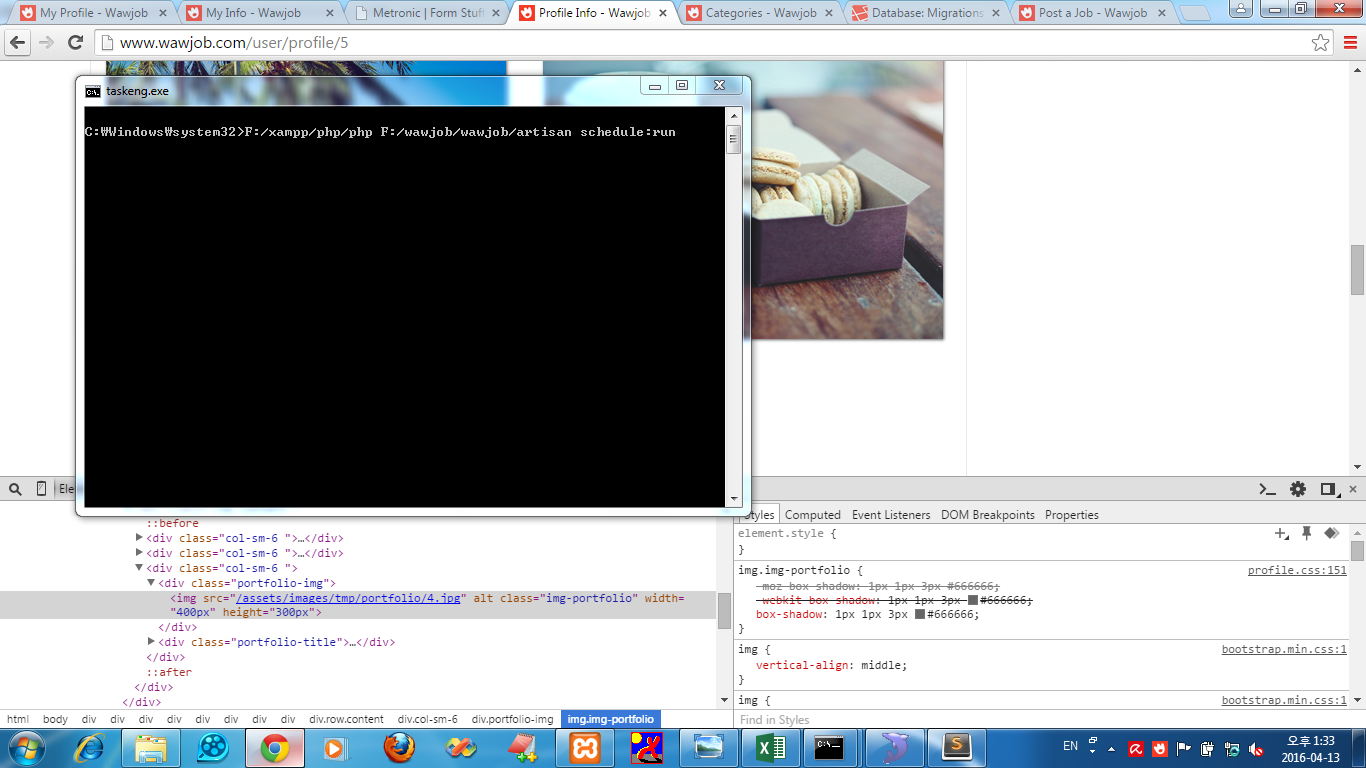 My Profile - Wawjob
My Info - Wawjob
Metronic | Form Stuff
Profile Info - Wawjob
Categories - Wawjob
Database: Migrations
Post a Job - Wawjob
www.wawjob.com/user/profile/5
taskeng.exe
C:₩Windows₩system32>F:/xampp/php/php F:/wawjob/wawjob/artisan schedule:run
Ele
::before
<div class="col-sm-6 ">…</div>
<div class="col-sm-6 ">…</div>
<div class="col-sm-6 ">
<div class="portfolio-img">
<img src="/assets/images/tmp/portfolio/4.jpg" alt class="img-portfolio" width=
"400px" height="300px">
</div>
<div class="portfolio-title">…</div>
</div>
::after
</div>
</div>
html body div div div div div div div div div.row.content div.col-sm-6 div.portfolio-img img.img-portfolio
Styles Computed Event Listeners DOM Breakpoints Properties
element.style {
}
img.img-portfolio { profile.css:151
-moz-box-shadow: 1px 1px 3px #666666;
-webkit-box-shadow: 1px 1px 3px #666666;
box-shadow: 1px 1px 3px #666666;
}
img { bootstrap.min.css:1
vertical-align: middle;
}
img { bootstrap.min.css:1
Find in Styles
EN
오후 1:33
2016-04-13